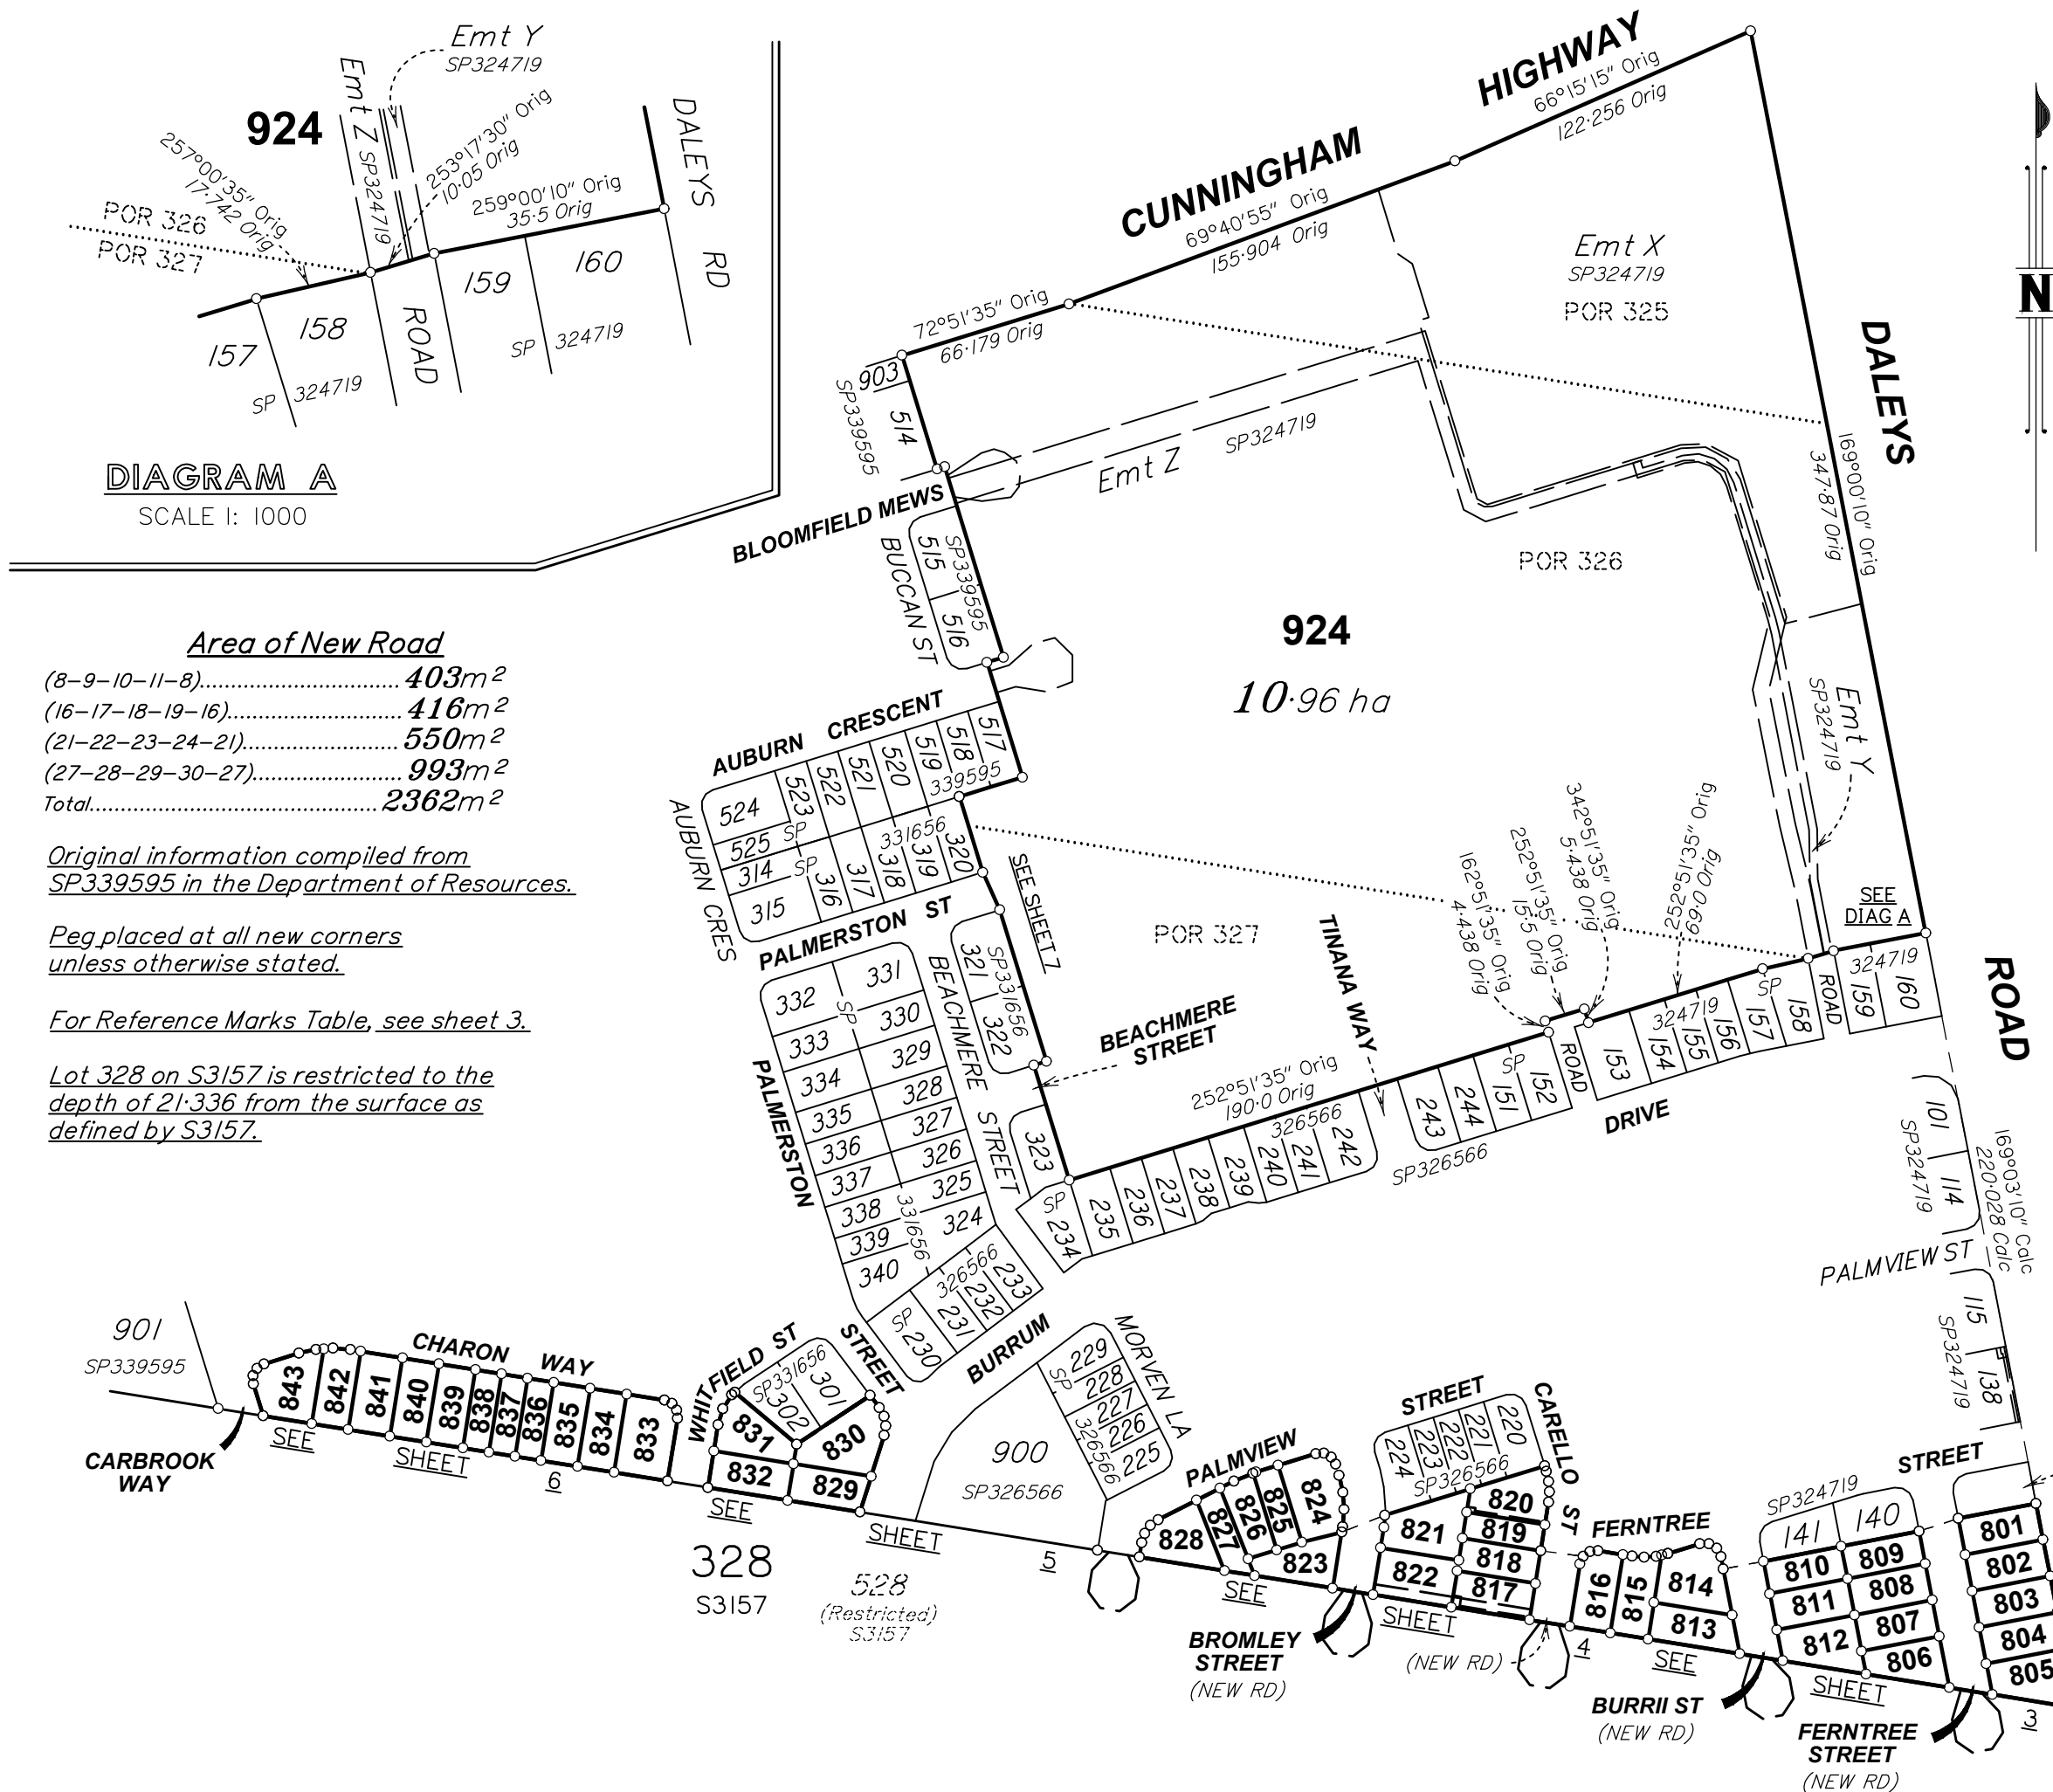 Emt Y
SP324719
Emt Z SP324719
924
257°00'35" Orig
17·742 Orig
253°17'30" Orig
10·05 Orig
259°00'10" Orig
35·5 Orig
DALEYS RD
POR 326
POR 327
157
158
ROAD
159
160
SP 324719
SP 324719
DIAGRAM A
SCALE 1: 1000
CUNNINGHAM HIGHWAY
66°15'15" Orig
122·256 Orig
69°40'55" Orig
155·904 Orig
72°51'35" Orig
66·179 Orig
Emt X
SP324719
POR 325
N
DALEYS ROAD
169°00'10" Orig
347·87 Orig
903
514
SP339595
Emt Z
SP324719
BLOOMFIELD MEWS
BUCCAN ST
515
516
SP339595
POR 326
924
10·96 ha
Emt Y
SP324719
Area of New Road
(8-9-10-11-8)..............................403m²
(16-17-18-19-16)..........................416m²
(21-22-23-24-21).......................550m²
(27-28-29-30-27)......................993m²
Total...........................................2362m²
Original information compiled from
SP339595 in the Department of Resources.
Peg placed at all new corners
unless otherwise stated.
For Reference Marks Table, see sheet 3.
Lot 328 on S3157 is restricted to the
depth of 21·336 from the surface as
defined by S3157.
AUBURN CRESCENT
AUBURN CRES
524
523
522
521
520
519
518
517
339595
SP
525
314
315
SP
316
317
318
319
320
331656
PALMERSTON ST
SEE SHEET 7
POR 327
321
322
SP331656
BEACHMERE STREET
BEACHMERE
STREET
323
TINANA WAY
162°51'35" Orig
4·438 Orig
252°51'35" Orig
15·5 Orig
342°51'35" Orig
5·438 Orig
252°51'35" Orig
69·0 Orig
SEE
DIAG A
252°51'35" Orig
190·0 Orig
332
331
SP
333
330
334
329
335
328
336
327
337
326
338
325
339
324
340
331656
PALMERSTON STREET
SP
234
235
236
237
238
239
240
241
242
326566
243
244
151
152
SP
SP326566
ROAD
153
154
155
156
157
158
324719
SP
ROAD
159
160
324719
DRIVE
101
114
SP324719
169°03'10" Calc
220·028 Calc
PALMVIEW ST
115
138
SP324719
SP
230
231
232
233
326566
BURRUM
901
SP339595
CARBROOK
WAY
CHARON WAY
843
842
841
840
839
838
837
836
835
834
833
SEE
SHEET
6
WHITFIELD ST
SP331656
302
301
831
830
832
829
SEE
SHEET
5
328
S3157
528
(Restricted)
S3157
900
SP326566
MORVEN LA
229
228
227
226
225
SP
326566
PALMVIEW STREET
828
827
826
825
824
823
SEE
SHEET
4
BROMLEY
STREET
(NEW RD)
224
223
222
221
220
SP326566
CARELLO ST
821
822
820
819
818
817
(NEW RD)
FERNTREE STREET
816
815
814
813
SEE
SHEET
3
BURRII ST
(NEW RD)
SP324719
141
140
810
809
811
808
812
807
806
FERNTREE
STREET
(NEW RD)
801
802
803
804
805